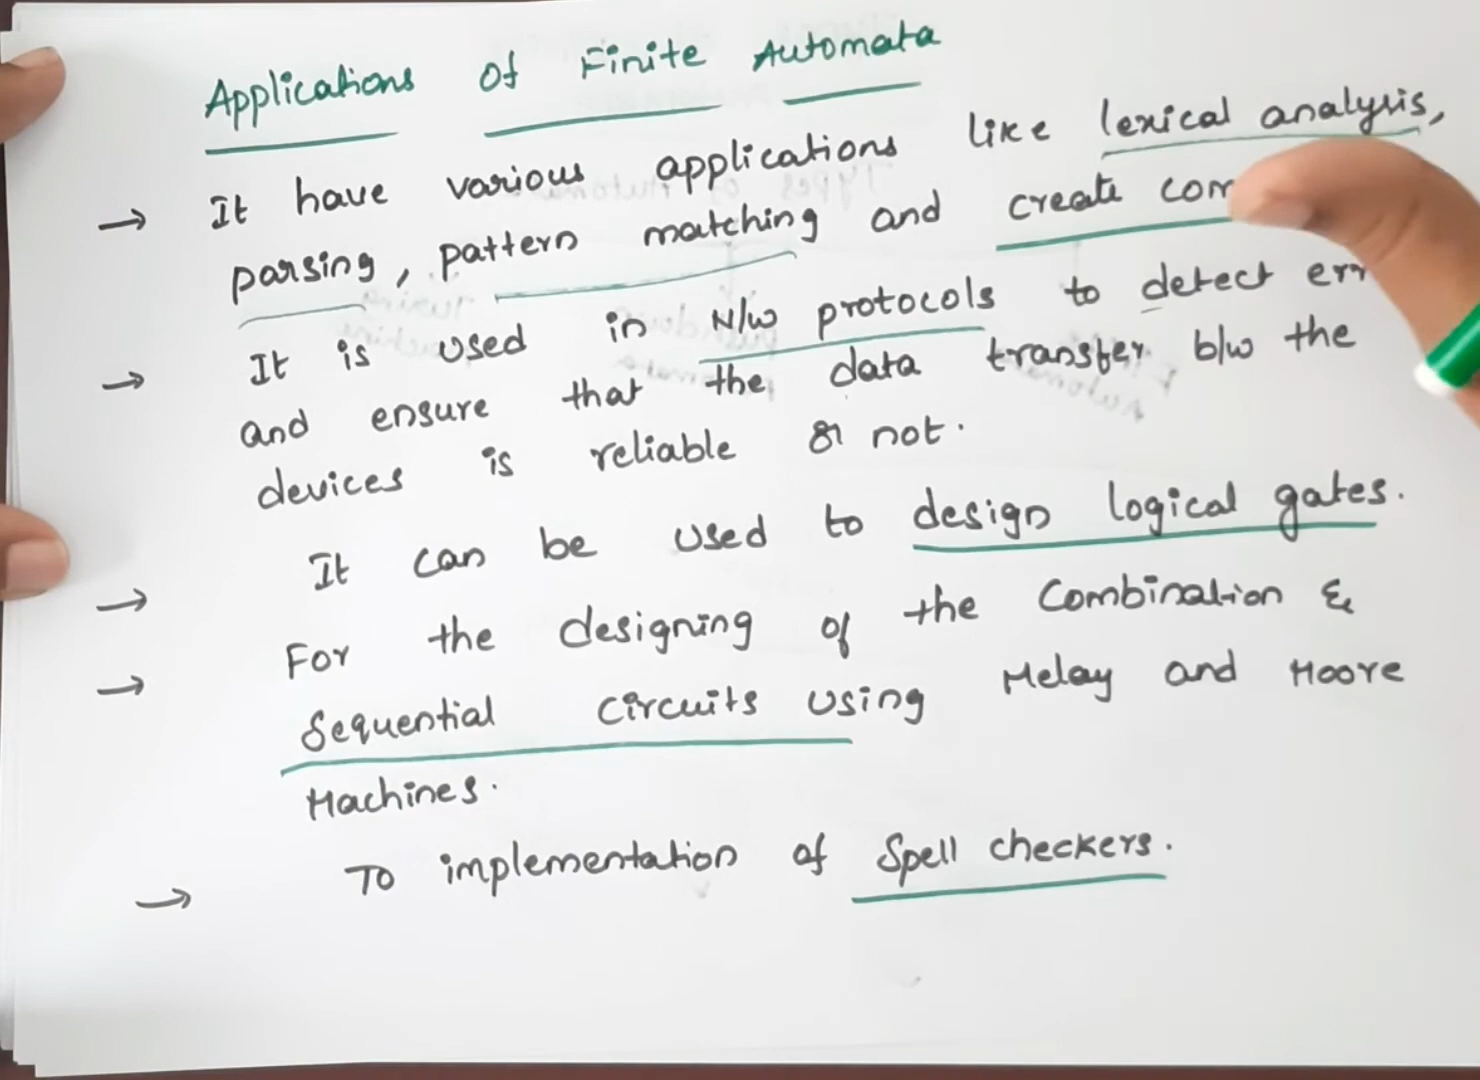 Applications Of Finite Automata
→ It have various applications like lexical analysis,
parsing, pattern matching and create com
→ It is used in N/w protocols to detect err
and ensure that the data transfer b/w the
devices is reliable or not.
→ It can be used to design logical gates.
→ For the designing of the Combination &
Sequential Circuits using Melay and Moore
Machines.
→ To implementation of Spell checkers.